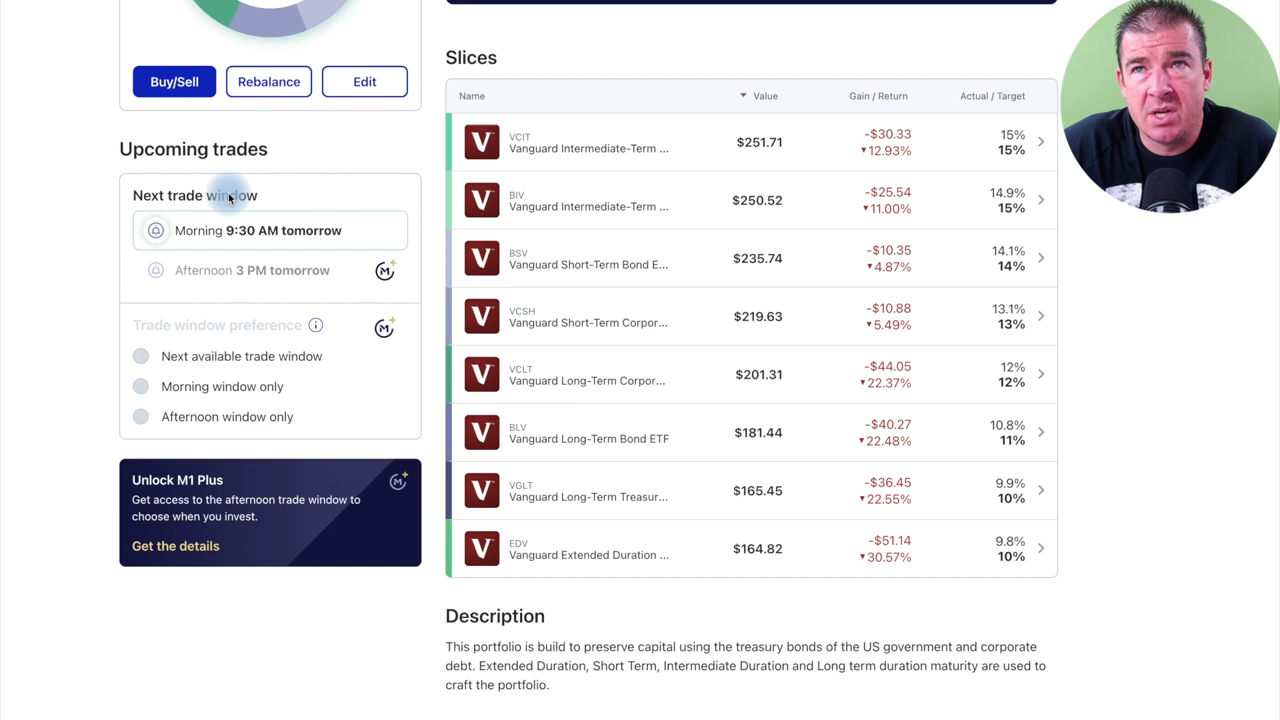 Buy/Sell
Rebalance
Edit
Upcoming trades
Next trade window
Morning 9:30 AM tomorrow
Afternoon 3 PM tomorrow
Trade window preference
Next available trade window
Morning window only
Afternoon window only
Unlock M1 Plus
Get access to the afternoon trade window to
choose when you invest.
Get the details
Slices
Name Value Gain / Return Actual / Target
VCIT
Vanguard Intermediate-Term ...
$251.71
-$30.33
▼12.93%
15%
15%
BIV
Vanguard Intermediate-Term ...
$250.52
-$25.54
▼11.00%
14.9%
15%
BSV
Vanguard Short-Term Bond E...
$235.74
-$10.35
▼4.87%
14.1%
14%
VCSH
Vanguard Short-Term Corpor...
$219.63
-$10.88
▼5.49%
13.1%
13%
VCLT
Vanguard Long-Term Corpor...
$201.31
-$44.05
▼22.37%
12%
12%
BLV
Vanguard Long-Term Bond ETF
$181.44
-$40.27
▼22.48%
10.8%
11%
VGLT
Vanguard Long-Term Treasur...
$165.45
-$36.45
▼22.55%
9.9%
10%
EDV
Vanguard Extended Duration ...
$164.82
-$51.14
▼30.57%
9.8%
10%
Description
This portfolio is build to preserve capital using the treasury bonds of the US government and corporate
debt. Extended Duration, Short Term, Intermediate Duration and Long term duration maturity are used to
craft the portfolio.